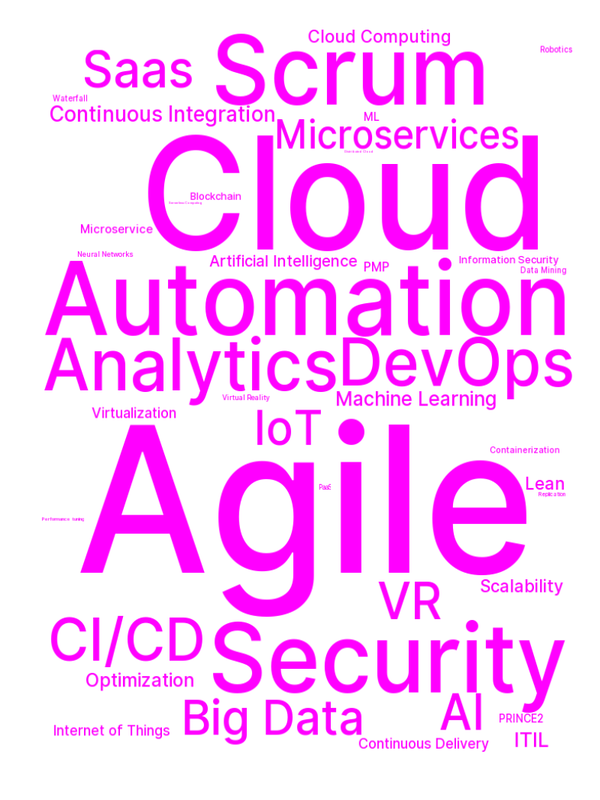 Cloud Computing
Robotics
Saas
Scrum
Waterfall
Continuous Integration
ML
Microservices
Cloud
Blockchain
Microservice
Neural Networks
Artificial Intelligence
PMP
Information Security
Data Mining
Automation
Analytics
DevOps
Virtual Reality
Machine Learning
Virtualization
IoT
Containerization
Agile
PaaS
Lean
Replication
Performance Tuning
VR
Scalability
CI/CD
Security
Optimization
Big Data
AI
PRINCE2
Internet of Things
Continuous Delivery
ITIL